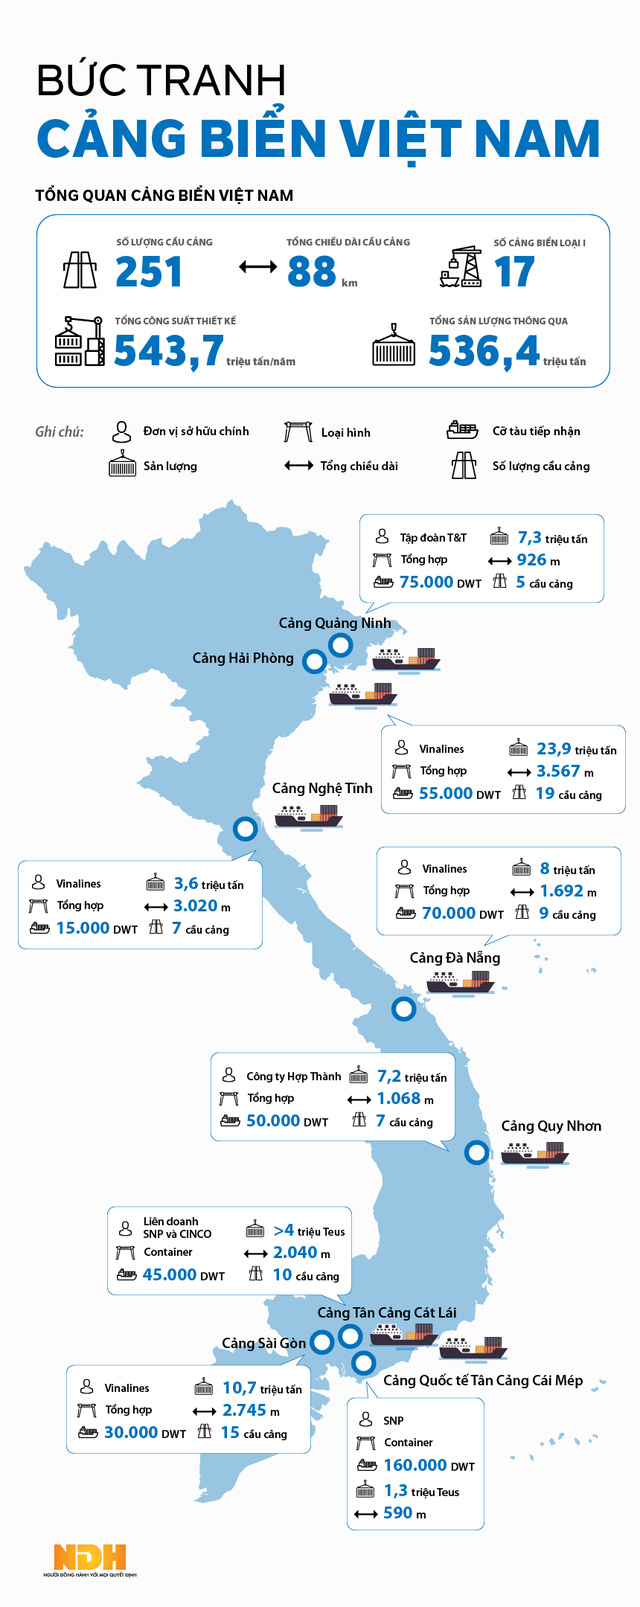 BỨC TRANH
CẢNG BIỂN VIỆT NAM
TỔNG QUAN CẢNG BIỂN VIỆT NAM
SỐ LƯỢNG CẦU CẢNG
251
TỔNG CHIỀU DÀI CẦU CẢNG
88 km
SỐ CẢNG BIỂN LOẠI I
17
TỔNG CÔNG SUẤT THIẾT KẾ
543,7 triệu tấn/năm
TỔNG SẢN LƯỢNG THÔNG QUA
536,4 triệu tấn
Ghi chú:
Đơn vị sở hữu chính
Loại hình
Cỡ tàu tiếp nhận
Sản lượng
Tổng chiều dài
Số lượng cầu cảng
Tập đoàn T&T
7,3 triệu tấn
Tổng hợp
926 m
75.000 DWT
5 cầu cảng
Cảng Quảng Ninh
Cảng Hải Phòng
Vinalines
23,9 triệu tấn
Tổng hợp
3.567 m
55.000 DWT
19 cầu cảng
Cảng Nghệ Tĩnh
Vinalines
3,6 triệu tấn
Tổng hợp
3.020 m
15.000 DWT
7 cầu cảng
Vinalines
8 triệu tấn
Tổng hợp
1.692 m
70.000 DWT
9 cầu cảng
Cảng Đà Nẵng
Công ty Hợp Thành
7,2 triệu tấn
Tổng hợp
1.068 m
50.000 DWT
7 cầu cảng
Cảng Quy Nhơn
Liên doanh
SNP và CINCO
>4 triệu Teus
Container
2.040 m
45.000 DWT
10 cầu cảng
Cảng Tân Cảng Cát Lái
Cảng Sài Gòn
Cảng Quốc tế Tân Cảng Cái Mép
Vinalines
10,7 triệu tấn
Tổng hợp
2.745 m
30.000 DWT
15 cầu cảng
SNP
Container
160.000 DWT
1,3 triệu Teus
590 m
NDH
NGƯỜI ĐỒNG HÀNH VỚI MỌI QUYẾT ĐỊNH